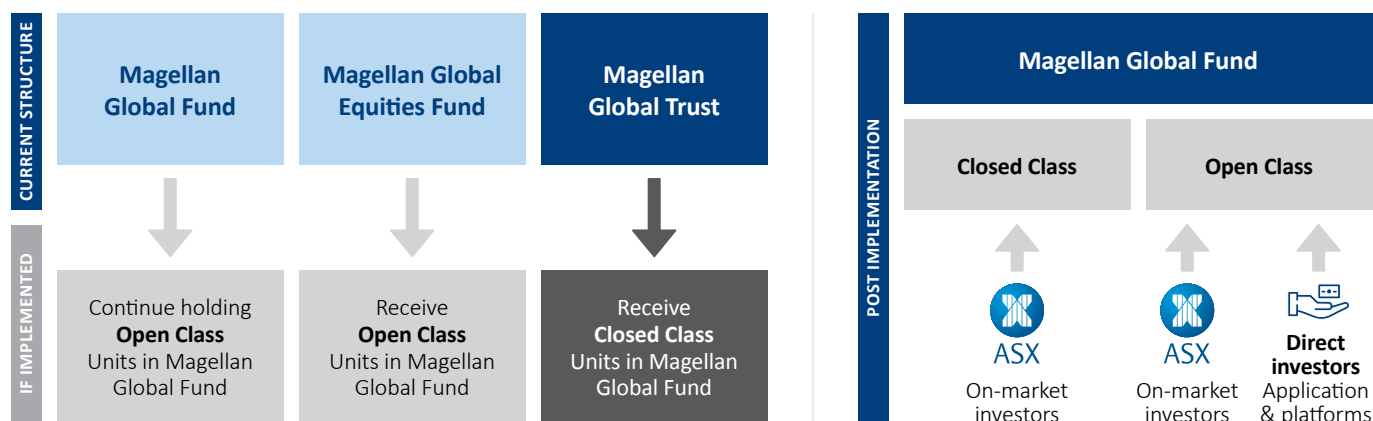 CURRENT STRUCTURE
Magellan
Global Fund
Magellan Global
Equities Fund
Magellan
Global Trust
IF IMPLEMENTED
Continue holding
Open Class
Units in Magellan
Global Fund
Receive
Open Class
Units in Magellan
Global Fund
Receive
Closed Class
Units in Magellan
Global Fund
POST IMPLEMENTATION
Magellan Global Fund
Closed Class
Open Class
ASX
On-market
investors
ASX
On-market
investors
Direct
investors
Application
& platforms